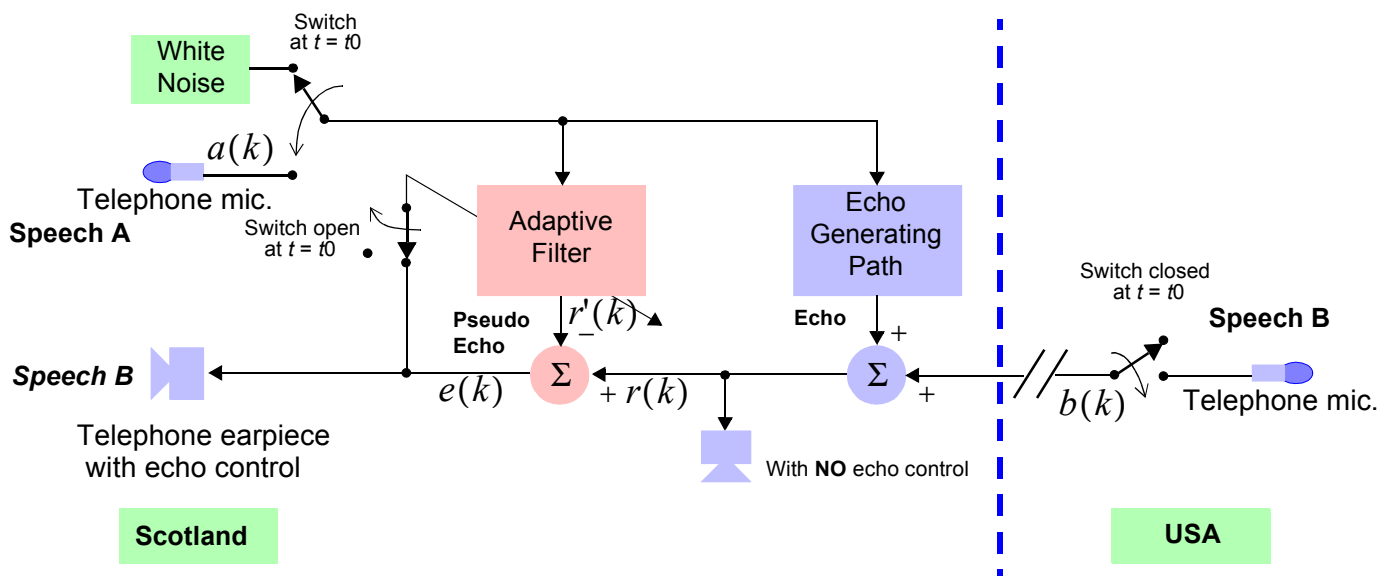 Switch
at t = t0
White
Noise
a(k)
Telephone mic.
Speech A
Switch open
at t = t0
Adaptive
Filter
Echo
Generating
Path
Switch closed
at t = t0
Speech B
Pseudo
Echo
r'(k)
–
Echo
+
Speech B
Σ
Σ
e(k)
+ r(k)
+
b(k)
Telephone mic.
Telephone earpiece
with echo control
With NO echo control
Scotland
USA